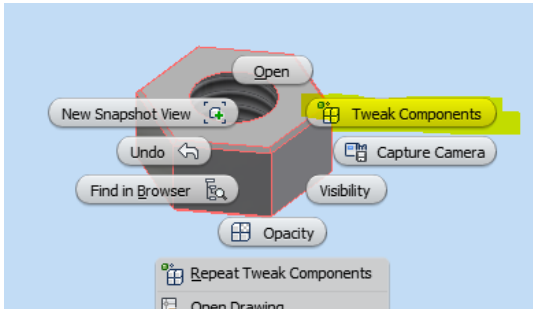 Open
New Snapshot View
Tweak Components
Undo
Capture Camera
Find in Browser
Visibility
Opacity
Repeat Tweak Components
Open Drawing